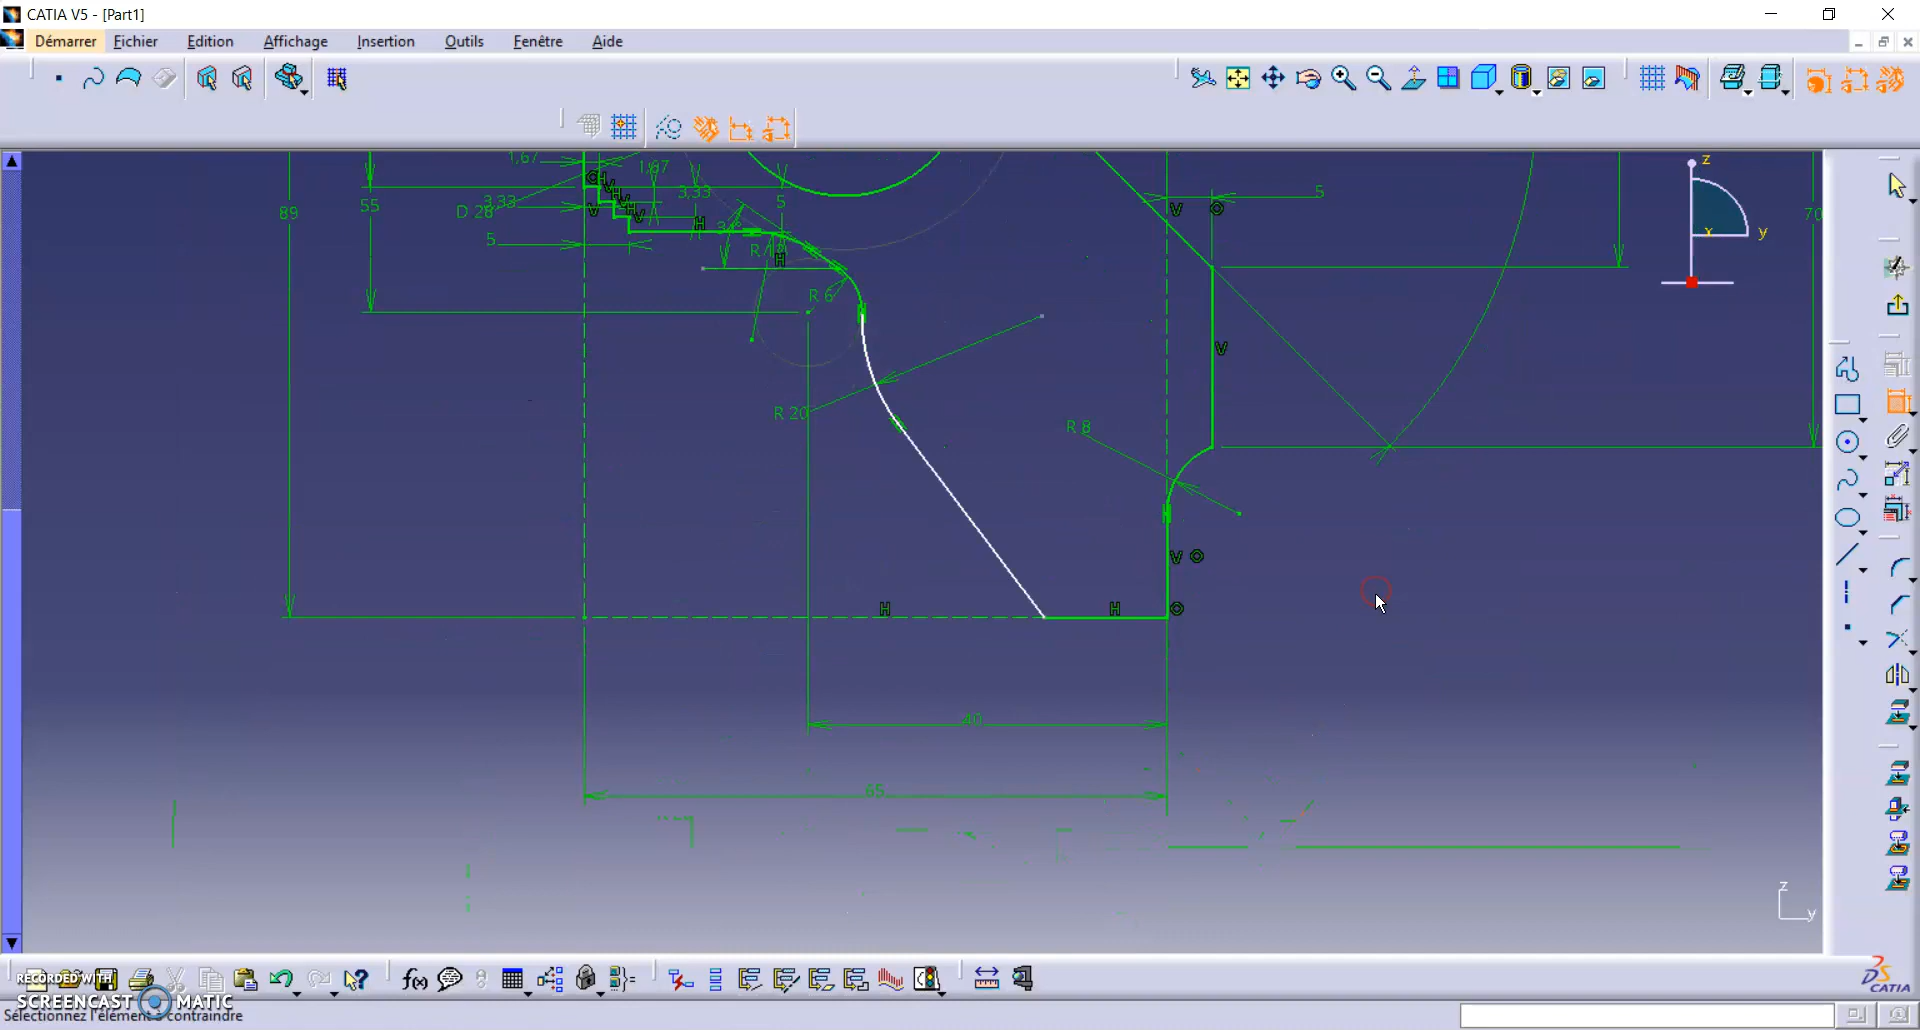 CATIA V5 - [Part1]
Démarrer Fichier Edition Affichage Insertion Outils Fenêtre Aide
1,67
1,67
3,33
3,33
D 28
5
5
5
89
55
70
H
R 6
R 20
R 8
V
V
V
H
H
40
65
z
x
y
z
y
f(x)
RECORDED WITH
SCREENCAST MATIC
Sélectionnez l'élément à contraindre
CATIA